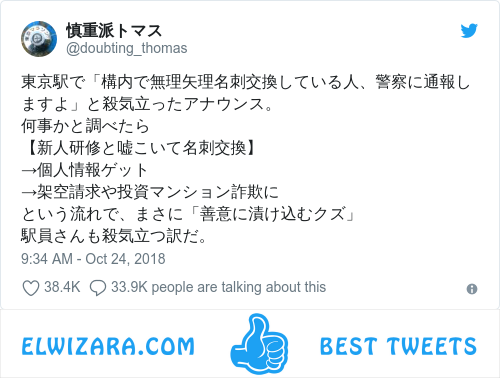 慎重派トマス
@doubting_thomas
東京駅で「構内で無理矢理名刺交換している人、警察に通報し
ますよ」と殺気立ったアナウンス。
何事かと調べたら
【新人研修と嘘こいて名刺交換】
→個人情報ゲット
→架空請求や投資マンション詐欺に
という流れで、まさに「善意に漬け込むクズ」
駅員さんも殺気立つ訳だ。
9:34 AM - Oct 24, 2018
38.4K 33.9K people are talking about this
ELWIZARA.COM BEST TWEETS